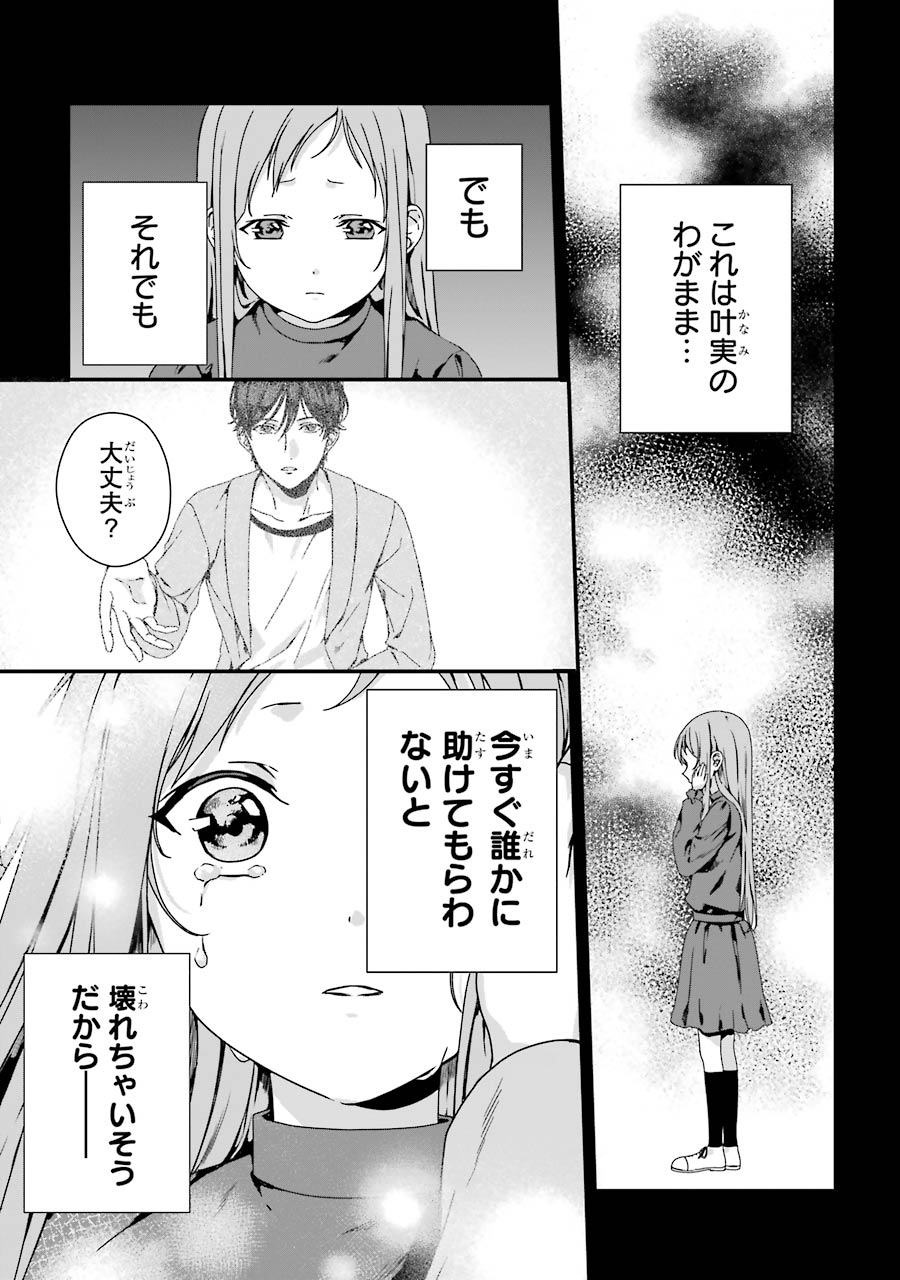 これは叶実の
わがまま…
でも
それでも
大丈夫？
今すぐ誰かに
助けてもらわ
ないと
壊れちゃいそう
だから――